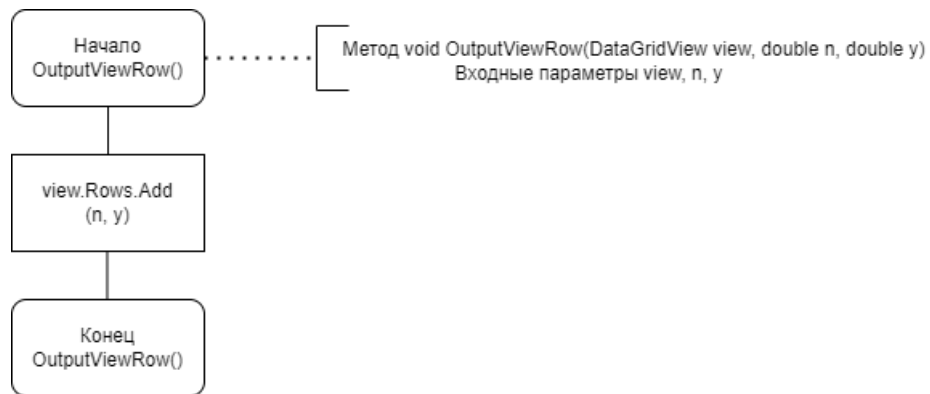 Начало
OutputViewRow()
Метод void OutputViewRow(DataGridView view, double n, double y)
Входные параметры view, n, y
view.Rows.Add
(n, y)
Конец
OutputViewRow()